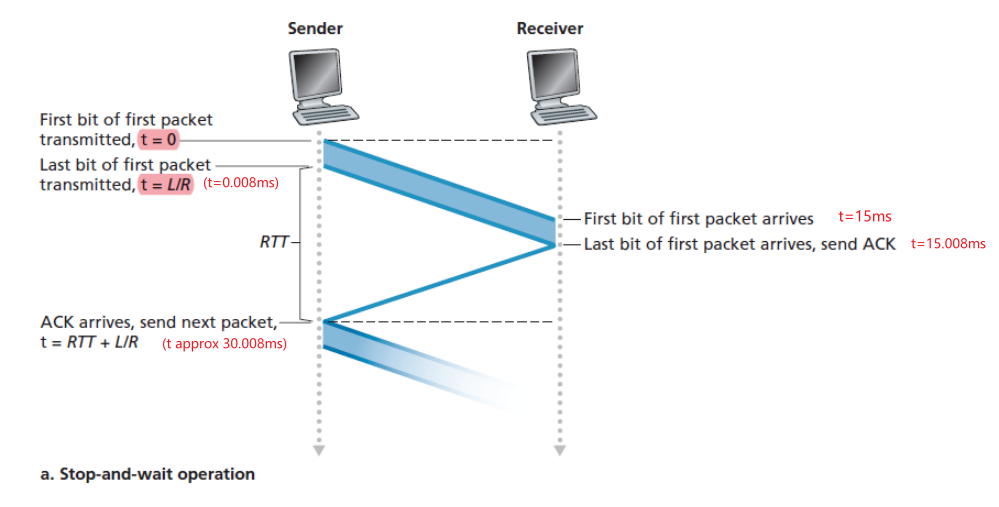 Sender
Receiver
First bit of first packet
transmitted, t = 0
Last bit of first packet
transmitted, t = L/R (t=0.008ms)
First bit of first packet arrives t=15ms
RTT
Last bit of first packet arrives, send ACK t=15.008ms
ACK arrives, send next packet,
t = RTT + L/R (t approx 30.008ms)
a. Stop-and-wait operation